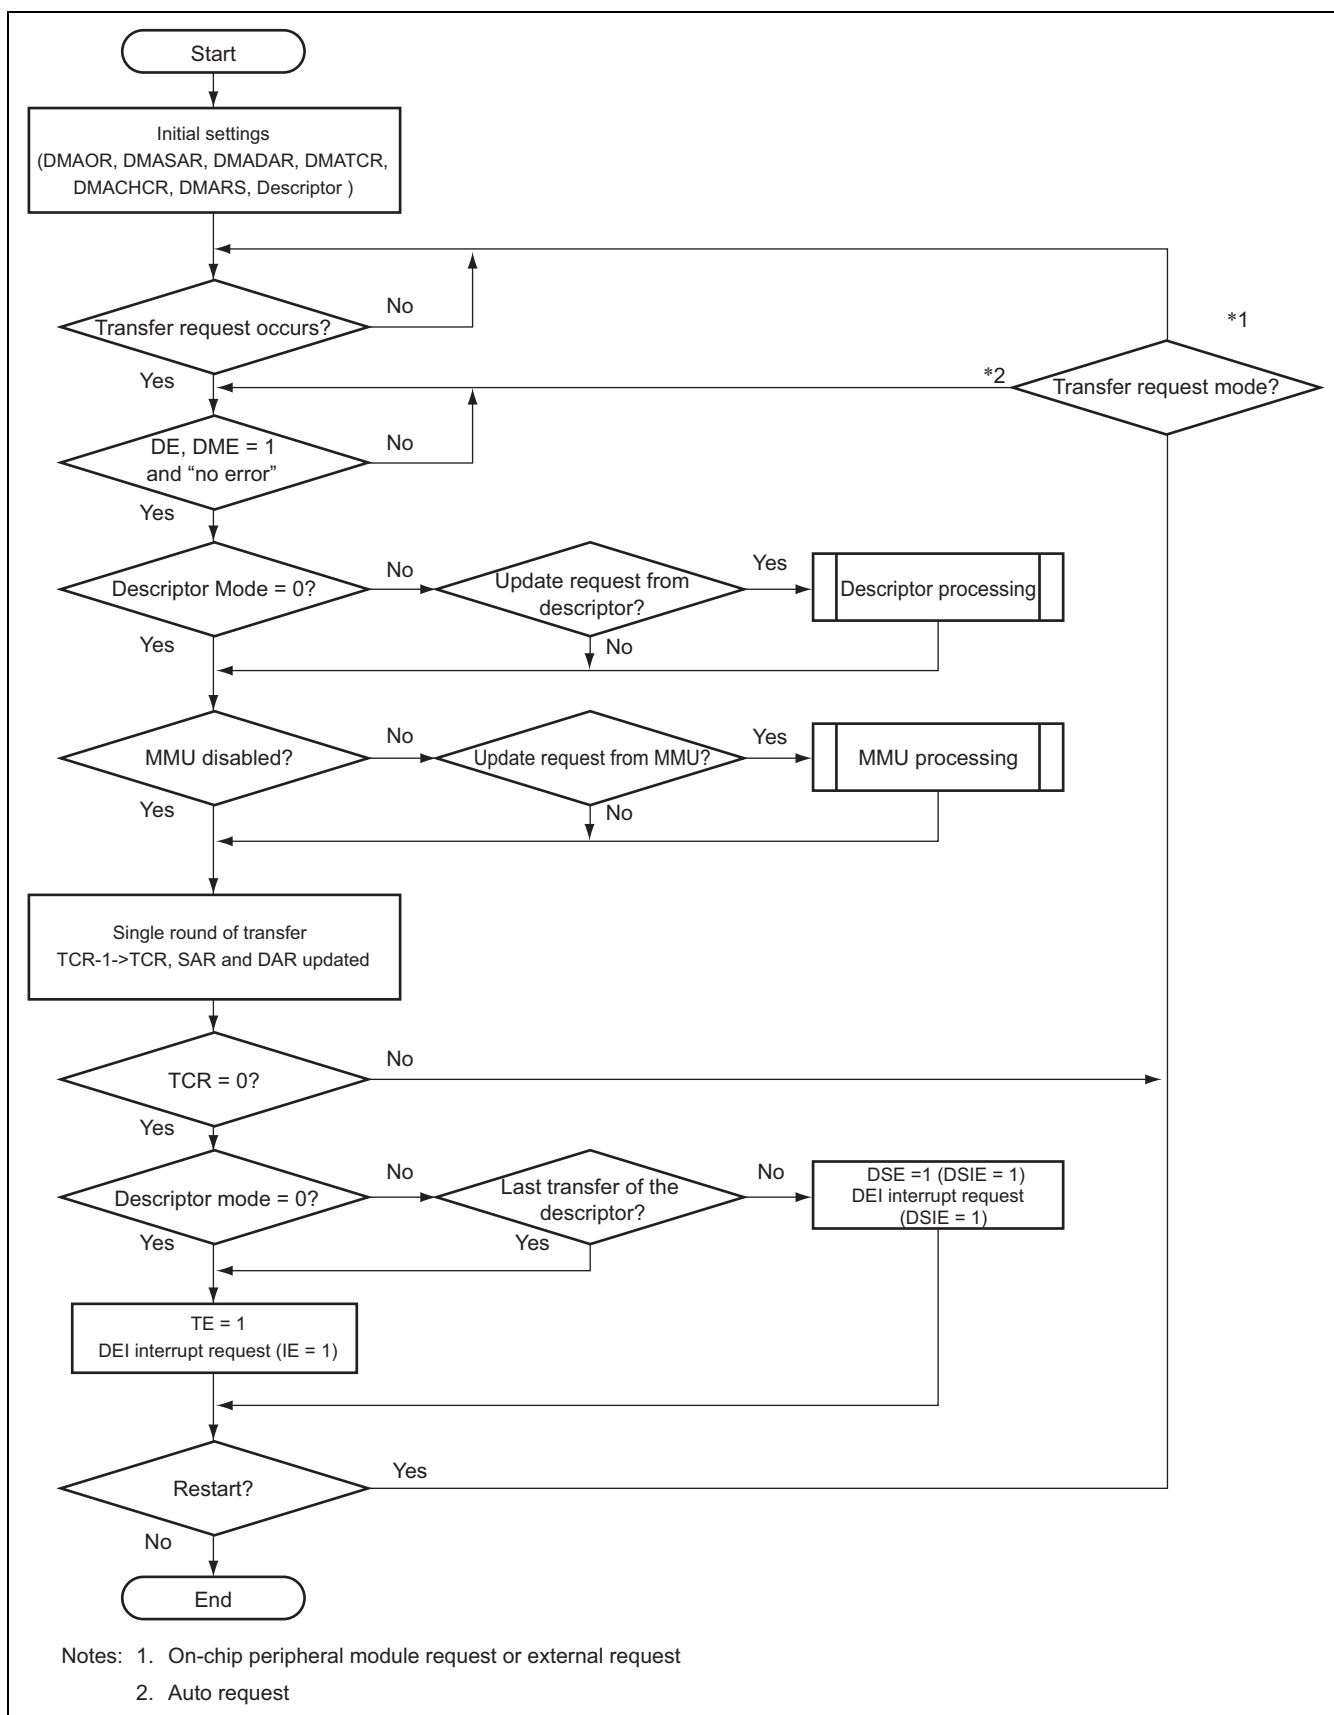 Start
Initial settings
(DMAOR, DMASAR, DMADAR, DMATCR,
DMACHCR, DMARS, Descriptor )
No
Transfer request occurs?
Yes
*1
*2
Transfer request mode?
DE, DME = 1
and “no error”
No
Yes
Descriptor Mode = 0?
No
Update request from
descriptor?
Yes
Descriptor processing
Yes
No
MMU disabled?
No
Update request from MMU?
Yes
MMU processing
Yes
No
Single round of transfer
TCR-1->TCR, SAR and DAR updated
TCR = 0?
No
Yes
Descriptor mode = 0?
No
Last transfer of the
descriptor?
No
DSE =1 (DSIE = 1)
DEI interrupt request
(DSIE = 1)
Yes
Yes
TE = 1
DEI interrupt request (IE = 1)
Restart?
Yes
No
End
Notes: 1. On-chip peripheral module request or external request
2. Auto request